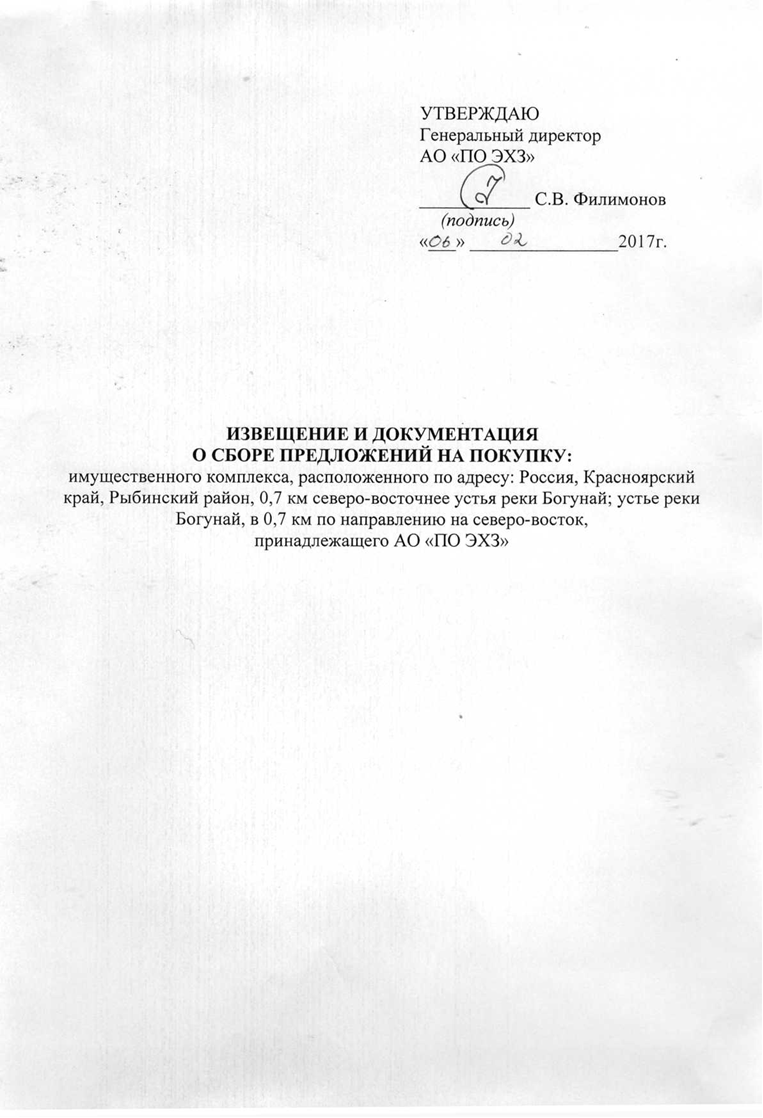 УТВЕРЖДАЮ
Генеральный директор
АО «ПО ЭХЗ»
____________ С.В. Филимонов
(подпись)
«06» 02 2017г.
ИЗВЕЩЕНИЕ И ДОКУМЕНТАЦИЯ
О СБОРЕ ПРЕДЛОЖЕНИЙ НА ПОКУПКУ:
имущественного комплекса, расположенного по адресу: Россия, Красноярский
край, Рыбинский район, 0,7 км северо-восточнее устья реки Богунай; устье реки
Богунай, в 0,7 км по направлению на северо-восток,
принадлежащего АО «ПО ЭХЗ»